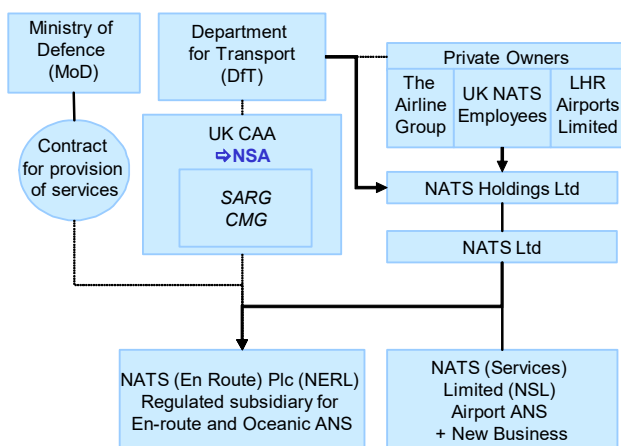 Ministry of
Defence
(MoD)
Department
for Transport
(DfT)
Private Owners
The
Airline
Group
UK NATS
Employees
LHR
Airports
Limited
Contract
for provision
of services
UK CAA
⇨NSA
SARG
CMG
NATS Holdings Ltd
NATS Ltd
NATS (En Route) Plc (NERL)
Regulated subsidiary for
En-route and Oceanic ANS
NATS (Services)
Limited (NSL)
Airport ANS
+ New Business